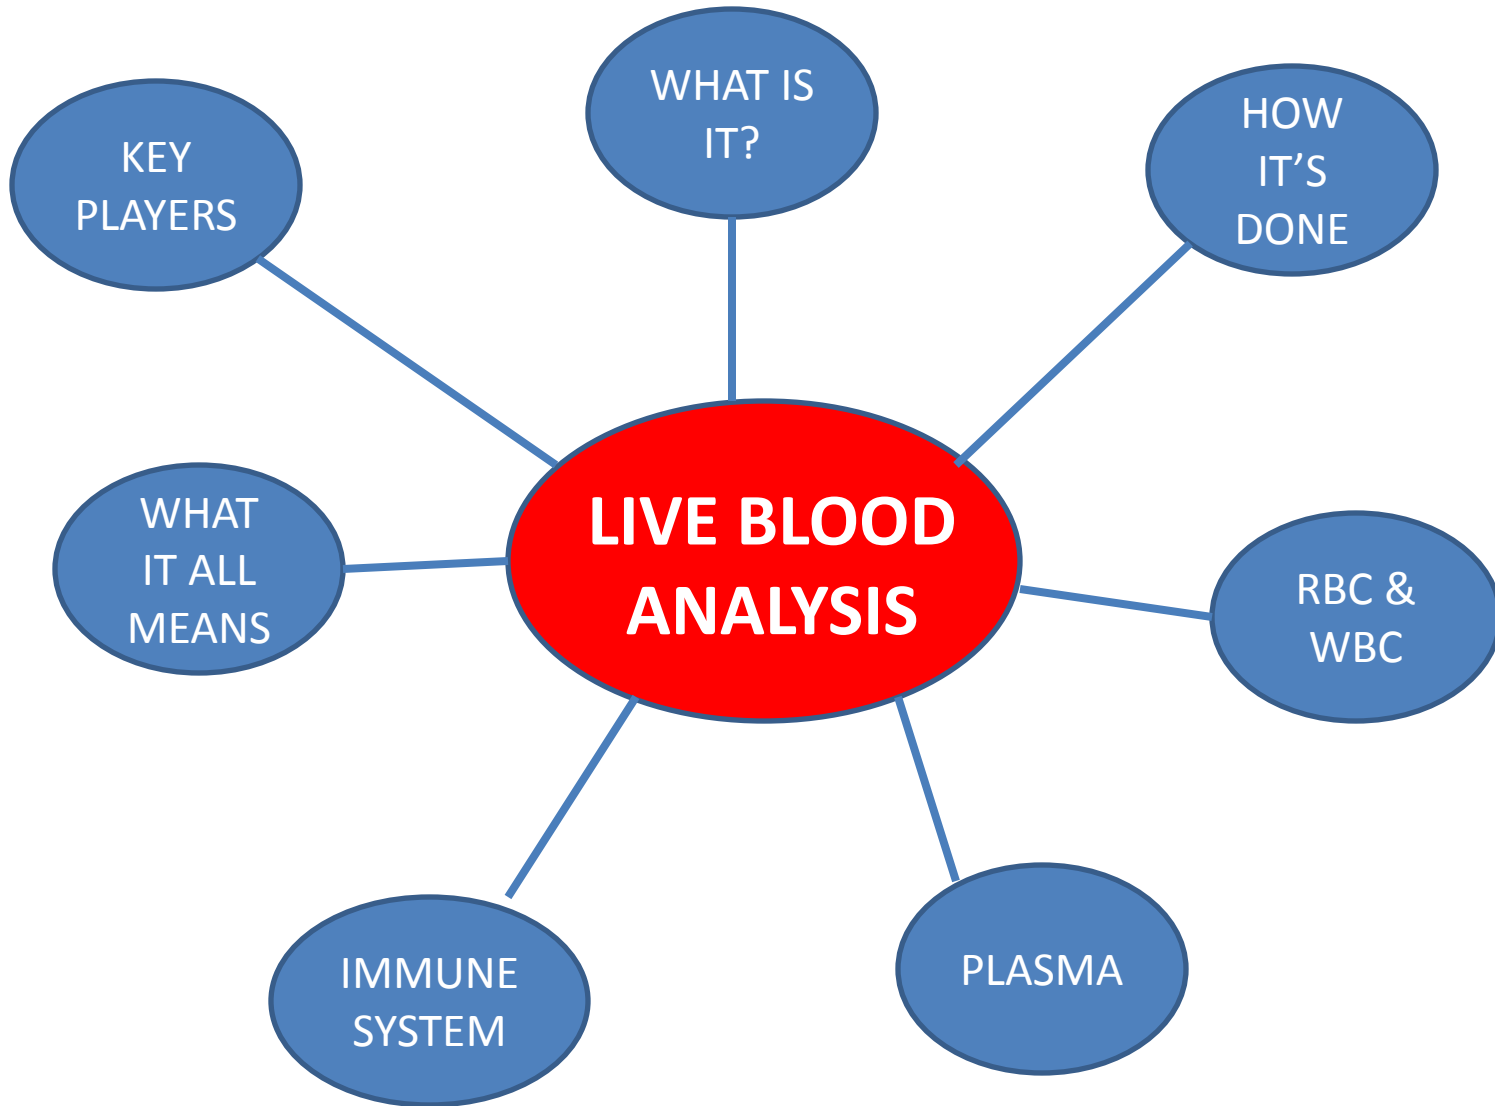 WHAT IS
IT?
HOW
IT’S
DONE
KEY
PLAYERS
LIVE BLOOD
ANALYSIS
WHAT
IT ALL
MEANS
RBC &
WBC
IMMUNE
SYSTEM
PLASMA